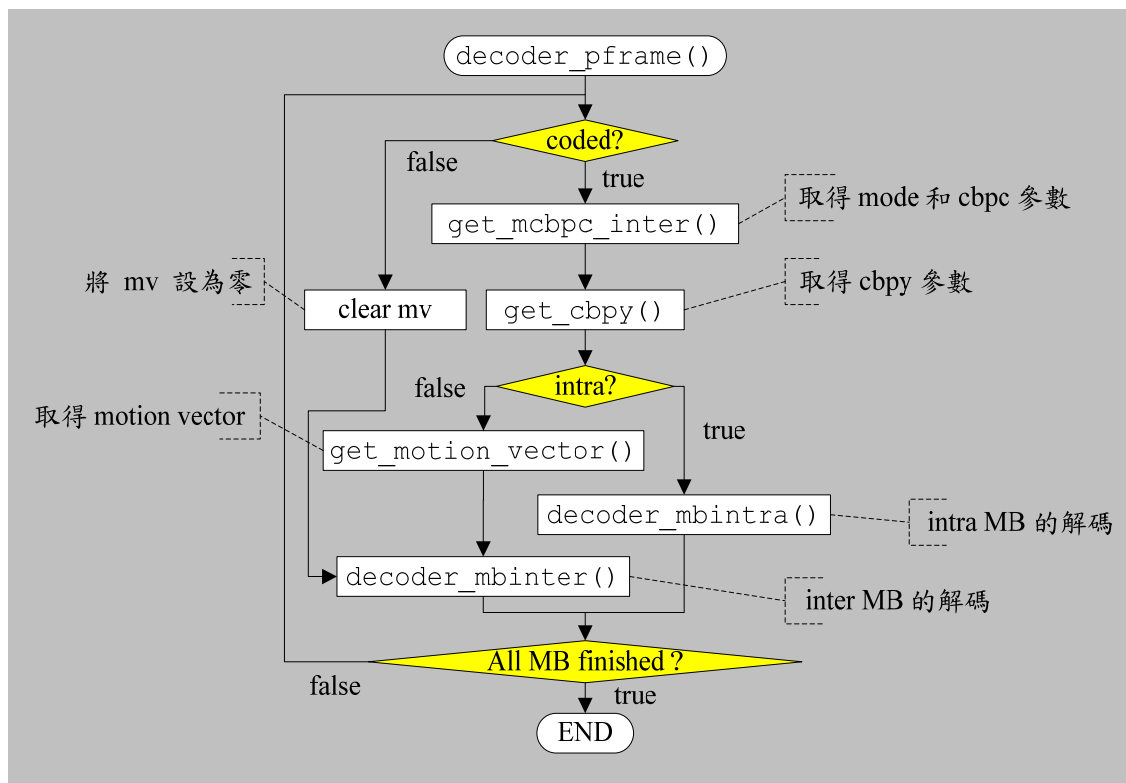 decoder_pframe()
coded?
false
true
取得 mode 和 cbpc 參數
get_mcbpc_inter()
將 mv 設為零
取得 cbpy 參數
clear mv
get_cbpy()
intra?
false
true
取得 motion vector
get_motion_vector()
decoder_mbintra()
intra MB 的解碼
decoder_mbinter()
inter MB 的解碼
All MB finished ?
false
true
END